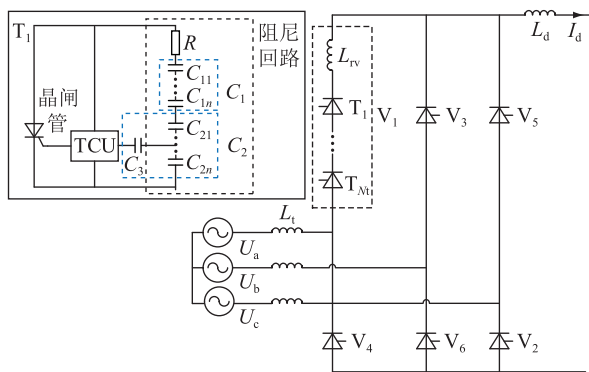 T1
阻尼
回路
R
C11
C1n
C1
晶闸
管
TCU
C3
C21
C2n
C2
Ld
Id
Lrv
T1
V1
V3
V5
TNt
Lt
Ua
Ub
Uc
V4
V6
V2